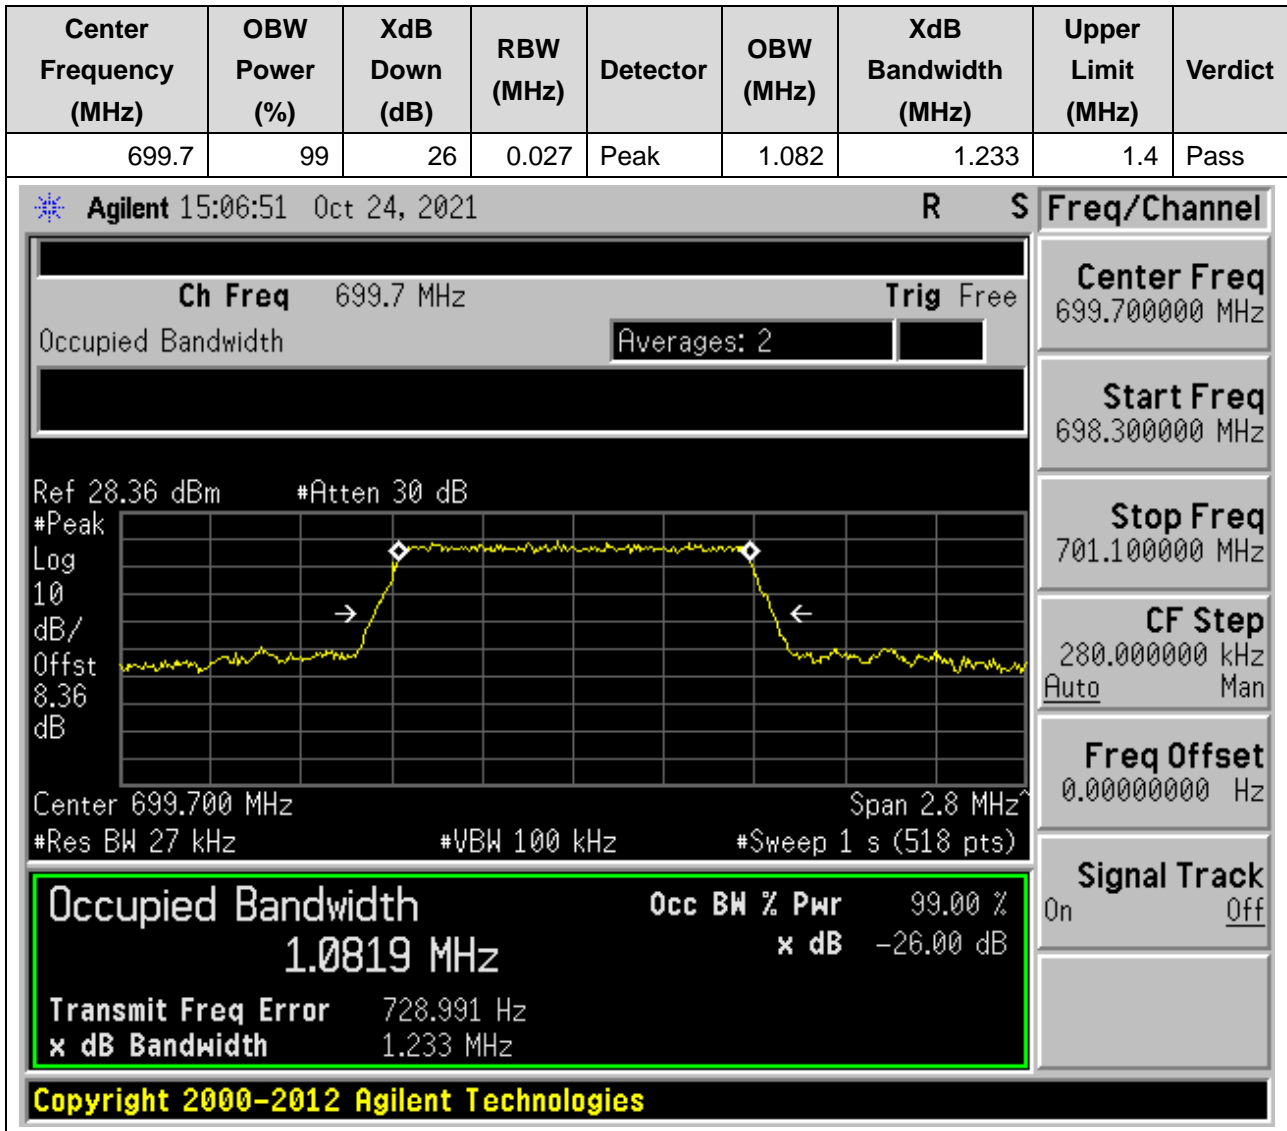 Center Frequency (MHz) OBW Power (%) XdB Down (dB) RBW (MHz) Detector OBW (MHz) XdB Bandwidth (MHz) Upper Limit (MHz) Verdict
699.7 99 26 0.027 Peak 1.082 1.233 1.4 Pass
Agilent 15:06:51 Oct 24, 2021 R S
Ch Freq 699.7 MHz Trig Free
Occupied Bandwidth Averages: 2
Ref 28.36 dBm #Atten 30 dB
#Peak
Log
10
dB/
Offst
8.36
dB
Center 699.700 MHz Span 2.8 MHz^
#Res BW 27 kHz #VBW 100 kHz #Sweep 1 s (518 pts)
Occupied Bandwidth Occ BW % Pwr 99.00 %
1.0819 MHz x dB -26.00 dB
Transmit Freq Error 728.991 Hz
x dB Bandwidth 1.233 MHz
Freq/Channel
Center Freq
699.700000 MHz
Start Freq
698.300000 MHz
Stop Freq
701.100000 MHz
CF Step
280.000000 kHz
Auto Man
Freq Offset
0.00000000 Hz
Signal Track
On Off
Copyright 2000-2012 Agilent Technologies